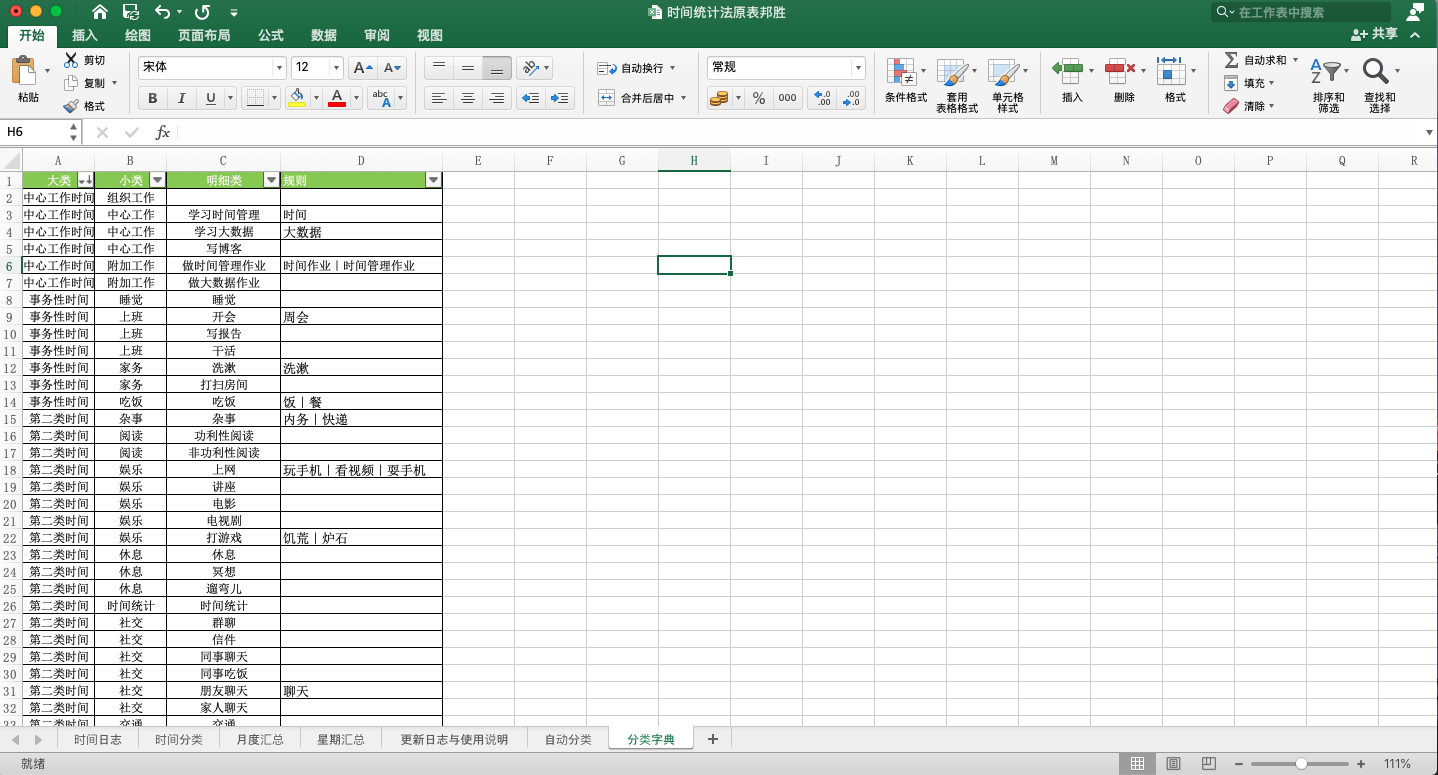 时间统计法原表邦胜
在工作表中搜索
开始 插入 绘图 页面布局 公式 数据 审阅 视图
共享
粘贴 剪切 复制 格式
宋体 12 A A
B I U A abc A
自动换行
合并后居中
常规
% 000 .0 .00 .00 .0
条件格式 套用表格格式 单元格样式
插入 删除 格式
自动求和 填充 清除
排序和筛选 查找和选择
H6 fx
A B C D E F G H I J K L M N O P Q R
1 大类 小类 明细类 规则
2 中心工作时间 组织工作
3 中心工作时间 中心工作 学习时间管理 时间
4 中心工作时间 中心工作 学习大数据 大数据
5 中心工作时间 中心工作 写博客
6 中心工作时间 附加工作 做时间管理作业 时间作业|时间管理作业
7 中心工作时间 附加工作 做大数据作业
8 事务性时间 睡觉 睡觉
9 事务性时间 上班 开会 周会
10 事务性时间 上班 写报告
11 事务性时间 上班 干活
12 事务性时间 家务 洗漱 洗漱
13 事务性时间 家务 打扫房间
14 事务性时间 吃饭 吃饭 饭|餐
15 第二类时间 杂事 杂事 内务|快递
16 第二类时间 阅读 功利性阅读
17 第二类时间 阅读 非功利性阅读
18 第二类时间 娱乐 上网 玩手机|看视频|耍手机
19 第二类时间 娱乐 讲座
20 第二类时间 娱乐 电影
21 第二类时间 娱乐 电视剧
22 第二类时间 娱乐 打游戏 饥荒|炉石
23 第二类时间 休息 休息
24 第二类时间 休息 冥想
25 第二类时间 休息 遛弯儿
26 第二类时间 时间统计 时间统计
27 第二类时间 社交 群聊
28 第二类时间 社交 信件
29 第二类时间 社交 同事聊天
30 第二类时间 社交 同事吃饭
31 第二类时间 社交 朋友聊天 聊天
32 第二类时间 社交 家人聊天
33 第二类时间 交通 交通
时间日志 时间分类 月度汇总 星期汇总 更新日志与使用说明 自动分类 分类字典 +
就绪 111%